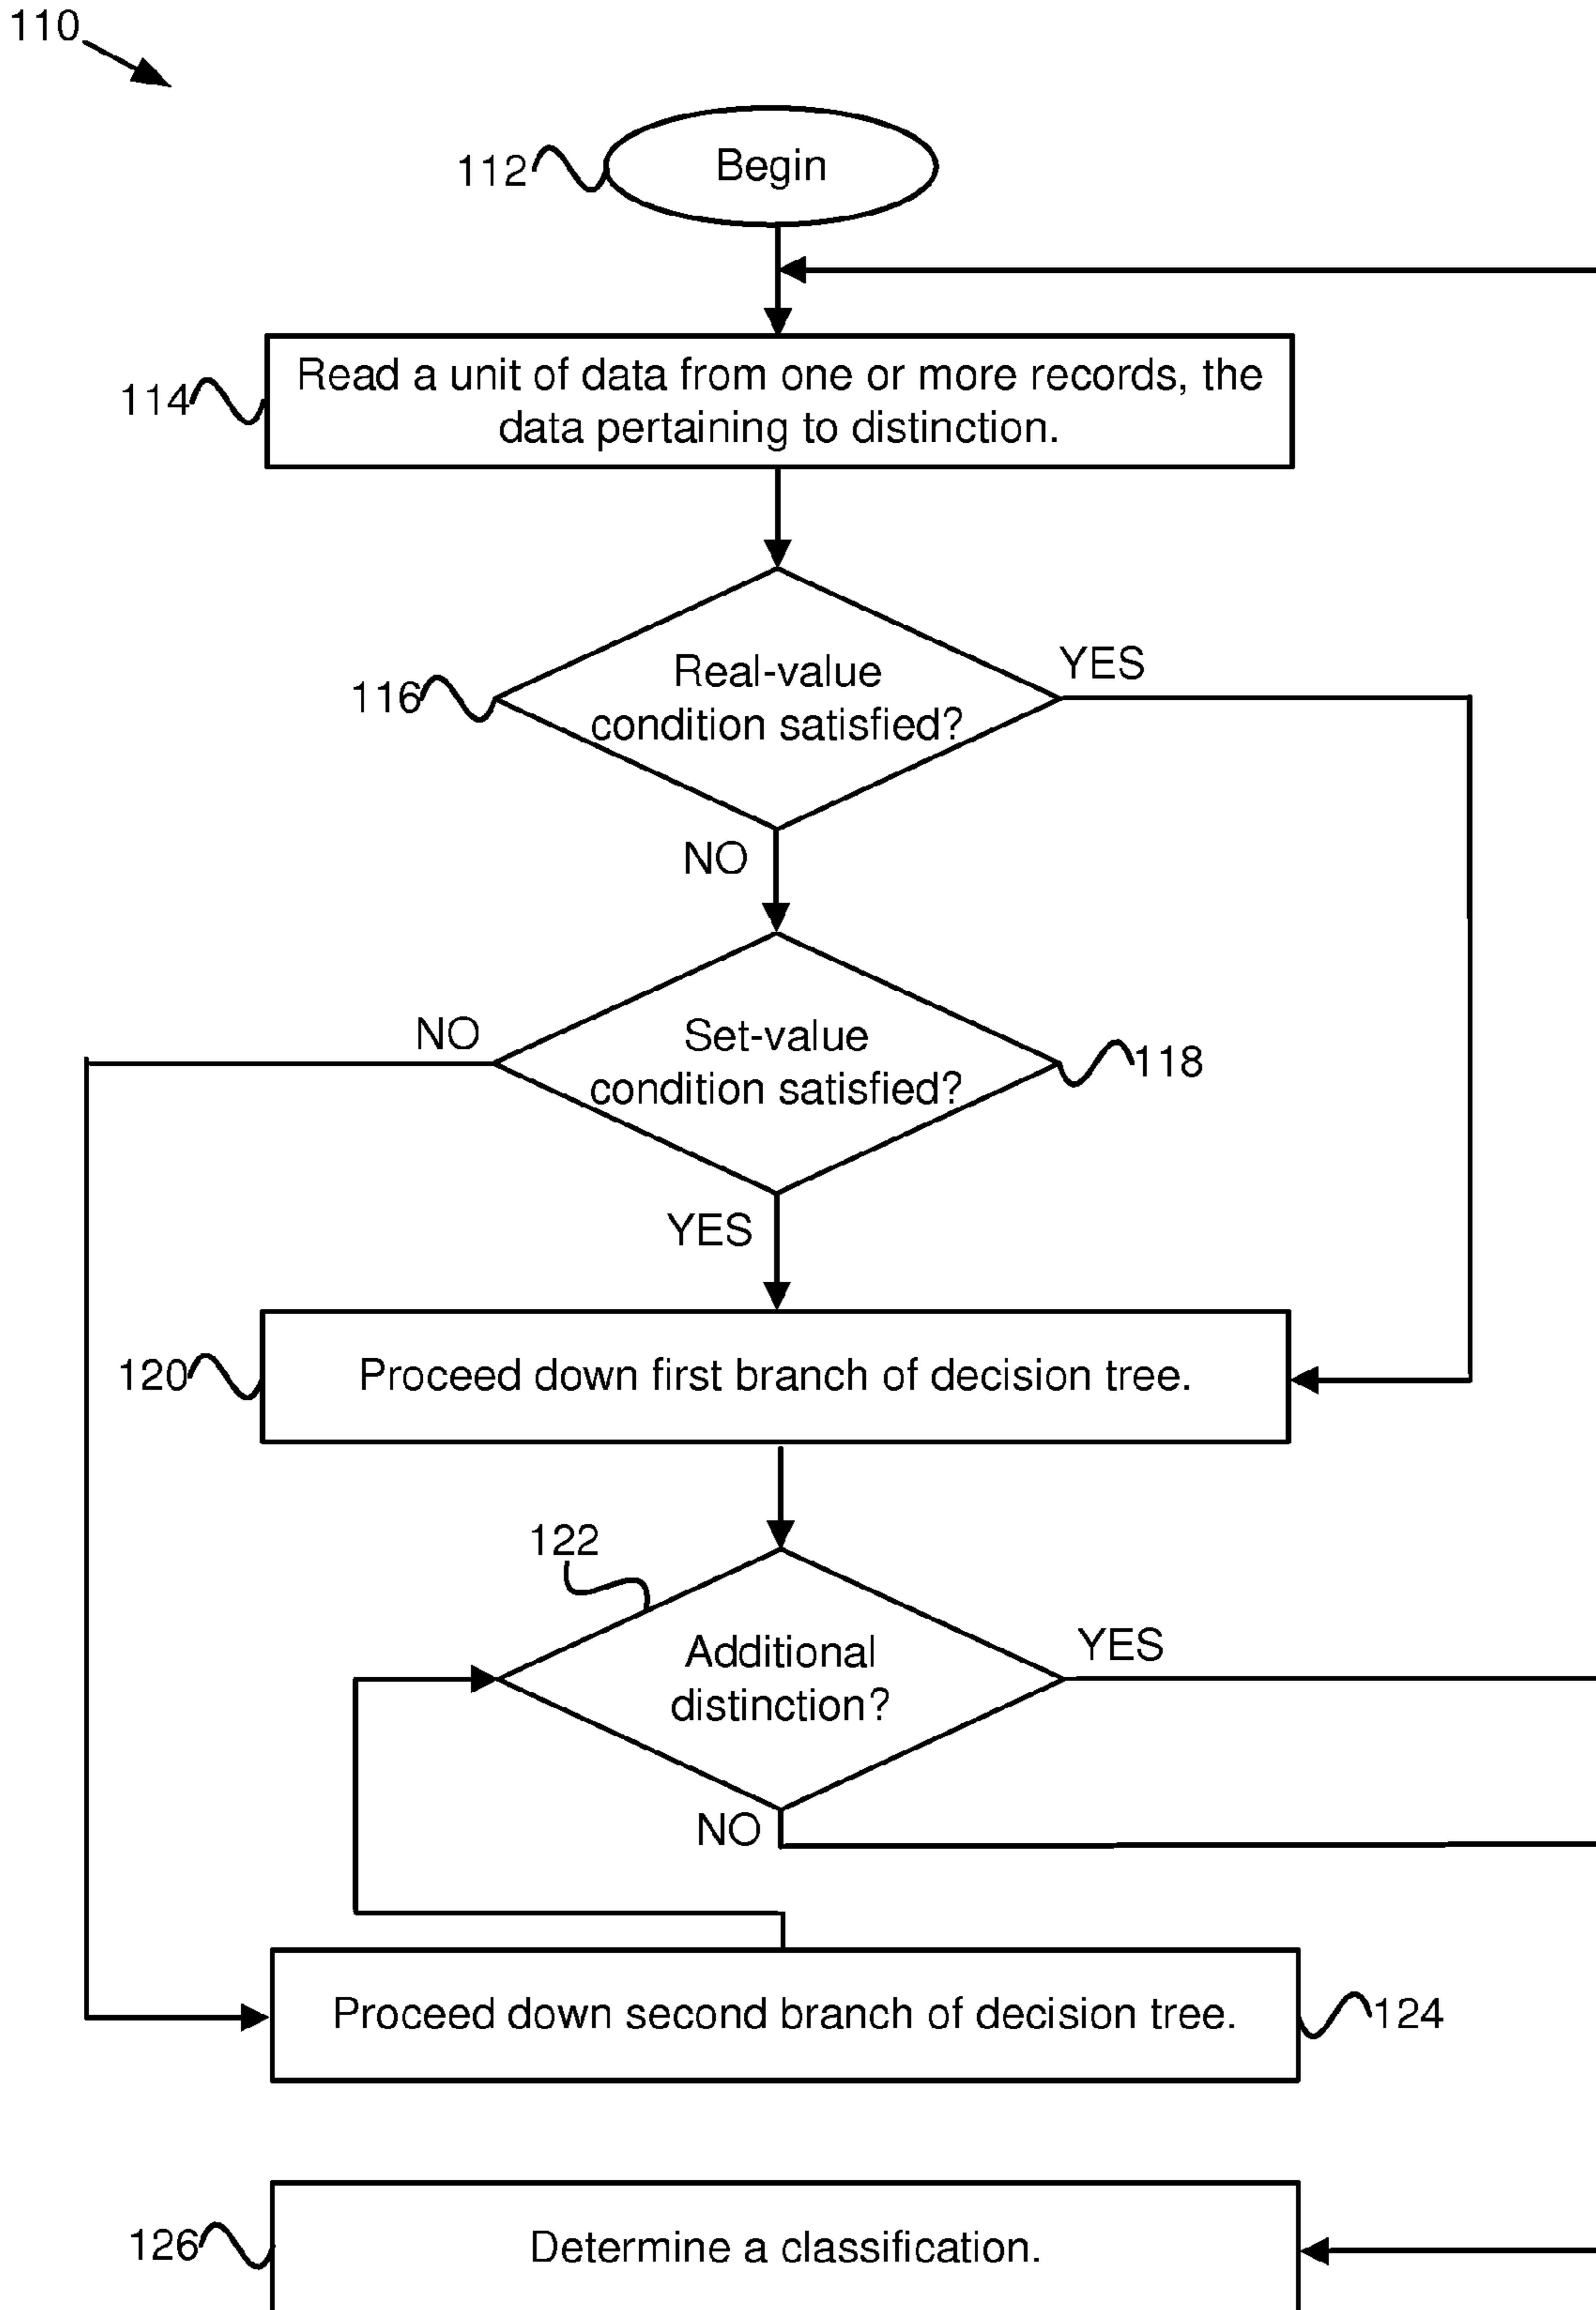 110
112
Begin
114
Read a unit of data from one or more records, the
data pertaining to distinction.
116
Real-value
condition satisfied?
YES
NO
NO
Set-value
condition satisfied?
118
YES
120
Proceed down first branch of decision tree.
122
Additional
distinction?
YES
NO
Proceed down second branch of decision tree.
124
126
Determine a classification.